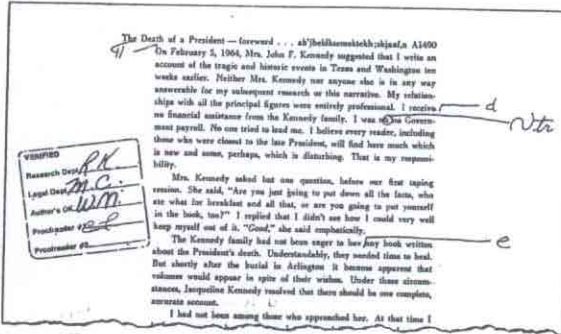 The Death of a President — foreword . . . A1490
On February 5, 1964, Mrs. John F. Kennedy suggested that I write an
account of the tragic and historic events in Texas and Washington ten
weeks earlier. Neither Mrs. Kennedy nor anyone else is in any way
answerable for my subsequent research or this narrative. My relation-
ships with all the principal figures were entirely professional. I receive
d
no financial assistance from the Kennedy family. I was on no Govern-
tr
ment payroll. No one tried to lead me. I believe every reader, including
those who were closest to the late President, will find here much which
is new and some, perhaps, which is disturbing. That is my responsi-
bility.
Mrs. Kennedy asked but one question, before our first taping
session. She said, "Are you just going to put down all the facts, who
ate what for breakfast and all that, or are you going to put yourself
in the book, too?" I replied that I didn't see how I could very well
keep myself out of it. "Good," she said emphatically.
The Kennedy family had not been eager to see any book written
e
about the President's death. Understandably, they needed time to heal.
But shortly after the burial in Arlington it became apparent that
volumes would appear in spite of their wishes. Under these circum-
stances, Jacqueline Kennedy resolved that there should be one complete,
accurate account.
I had not been among those who approached her. At that time I
VERIFIED
Research Dept. R.K.
Legal Dept. M.C.
Author's OK W.M.
Proofreader #1
Proofreader #2